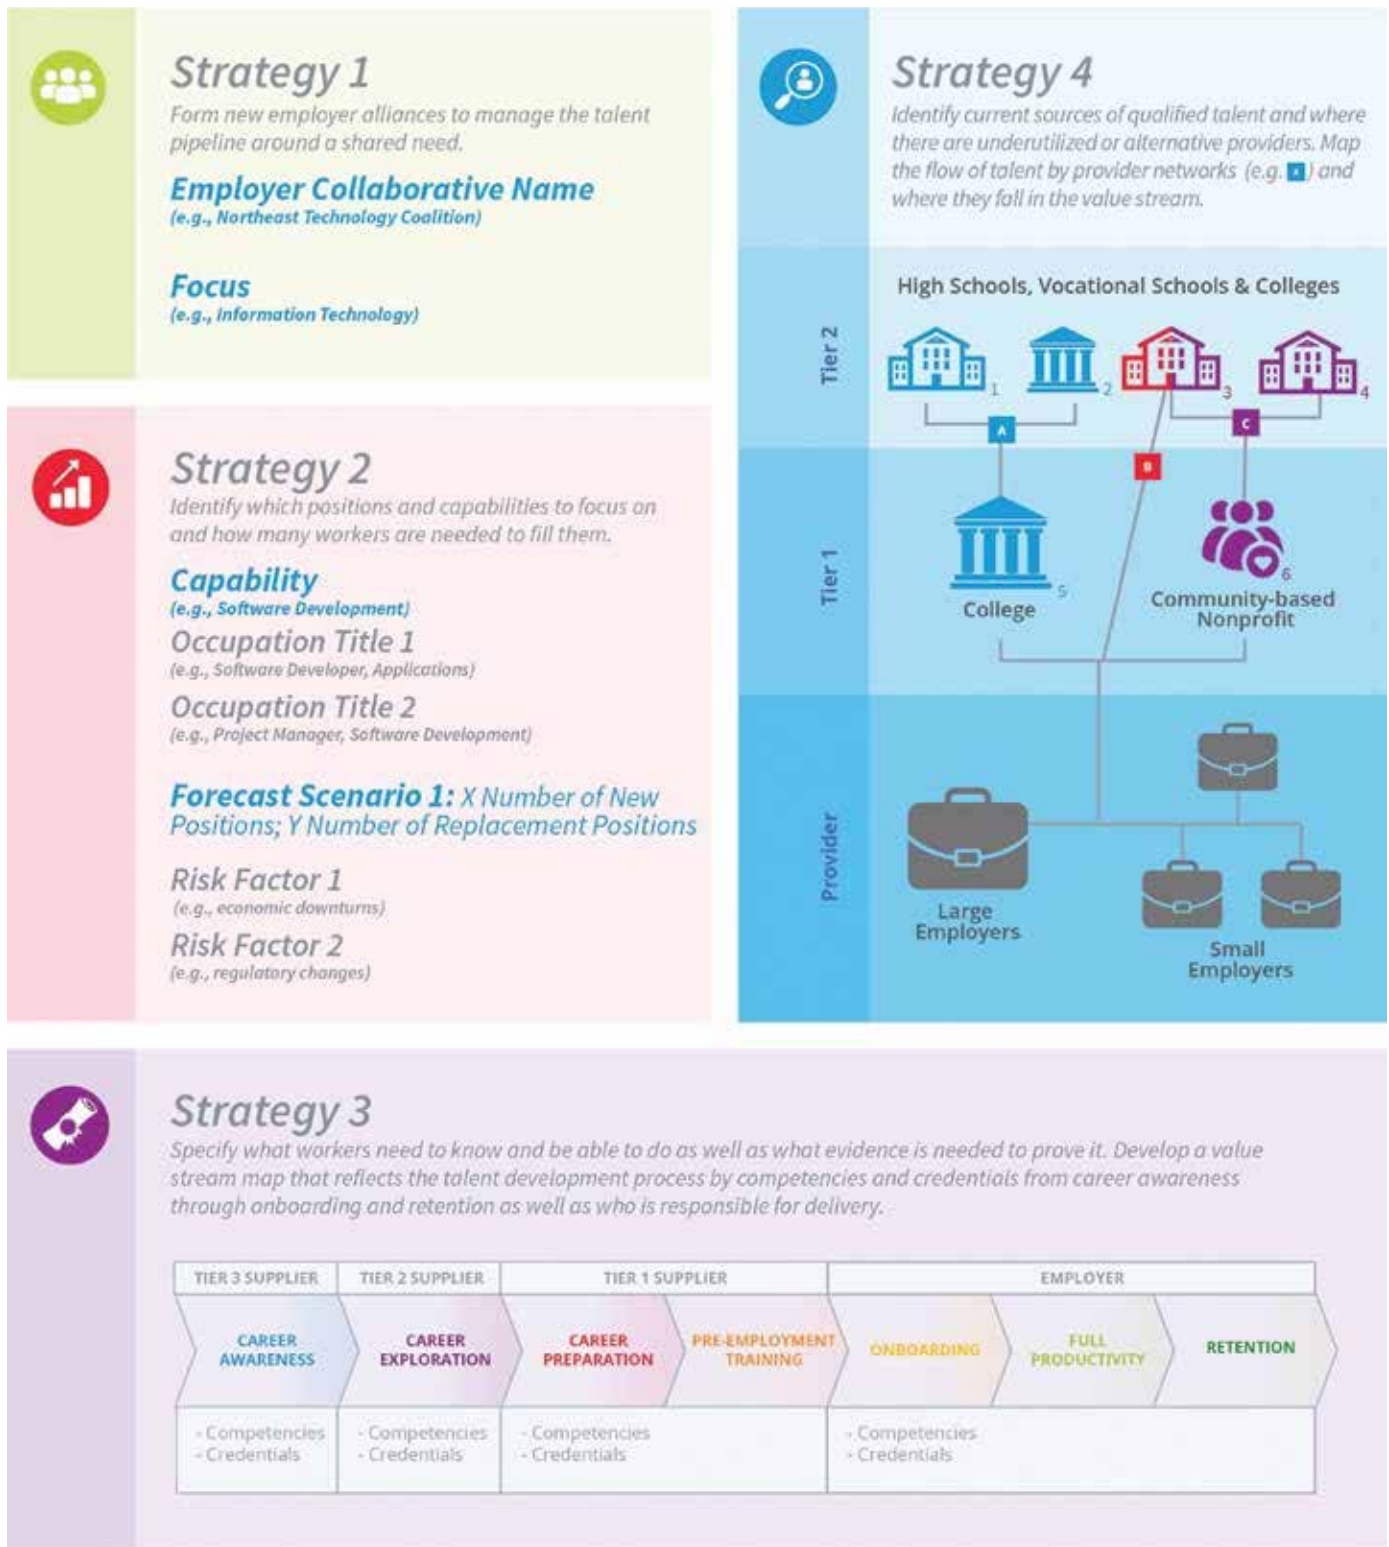 Strategy 1
Form new employer alliances to manage the talent
pipeline around a shared need.
Employer Collaborative Name
(e.g., Northeast Technology Coalition)
Focus
(e.g., Information Technology)
Strategy 2
Identify which positions and capabilities to focus on
and how many workers are needed to fill them.
Capability
(e.g., Software Development)
Occupation Title 1
(e.g., Software Developer, Applications)
Occupation Title 2
(e.g., Project Manager, Software Development)
Forecast Scenario 1: X Number of New
Positions; Y Number of Replacement Positions
Risk Factor 1
(e.g., economic downturns)
Risk Factor 2
(e.g., regulatory changes)
Strategy 4
Identify current sources of qualified talent and where
there are underutilized or alternative providers. Map
the flow of talent by provider networks (e.g. A) and
where they fall in the value stream.
High Schools, Vocational Schools & Colleges
Tier 2
1
2
3
4
A
C
B
Tier 1
5
6
College
Community-based
Nonprofit
Provider
Large
Employers
Small
Employers
Strategy 3
Specify what workers need to know and be able to do as well as what evidence is needed to prove it. Develop a value
stream map that reflects the talent development process by competencies and credentials from career awareness
through onboarding and retention as well as who is responsible for delivery.
TIER 3 SUPPLIER
TIER 2 SUPPLIER
TIER 1 SUPPLIER
EMPLOYER
CAREER
AWARENESS
CAREER
EXPLORATION
CAREER
PREPARATION
PRE-EMPLOYMENT
TRAINING
ONBOARDING
FULL
PRODUCTIVITY
RETENTION
- Competencies
- Credentials
- Competencies
- Credentials
- Competencies
- Credentials
- Competencies
- Credentials